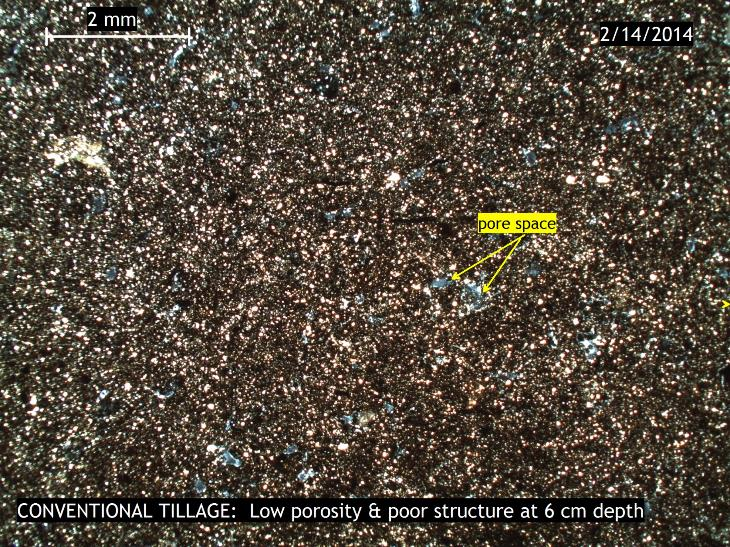 2 mm
2/14/2014
pore space
CONVENTIONAL TILLAGE: Low porosity & poor structure at 6 cm depth